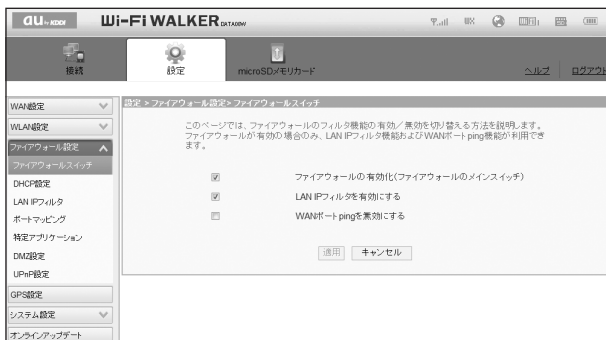 au by KDDI Wi-Fi WALKER DATA08W
接続
設定
microSDメモリカード
ヘルプ
ログアウト
WAN設定
WLAN設定
ファイアウォール設定
ファイアウォールスイッチ
DHCP設定
LAN IPフィルタ
ポートマッピング
特定アプリケーション
DMZ設定
UPnP設定
GPS設定
システム設定
オンラインアップデート
設定 > ファイアウォール設定> ファイアウォールスイッチ
このページでは、ファイアウォールのフィルタ機能の有効／無効を切り替える方法を説明します。
ファイアウォールが有効の場合のみ、LAN IPフィルタ機能およびWANポートping機能が利用でき
ます。
ファイアウォールの有効化(ファイアウォールのメインスイッチ)
LAN IPフィルタを有効にする
WANポートpingを無効にする
適用
キャンセル